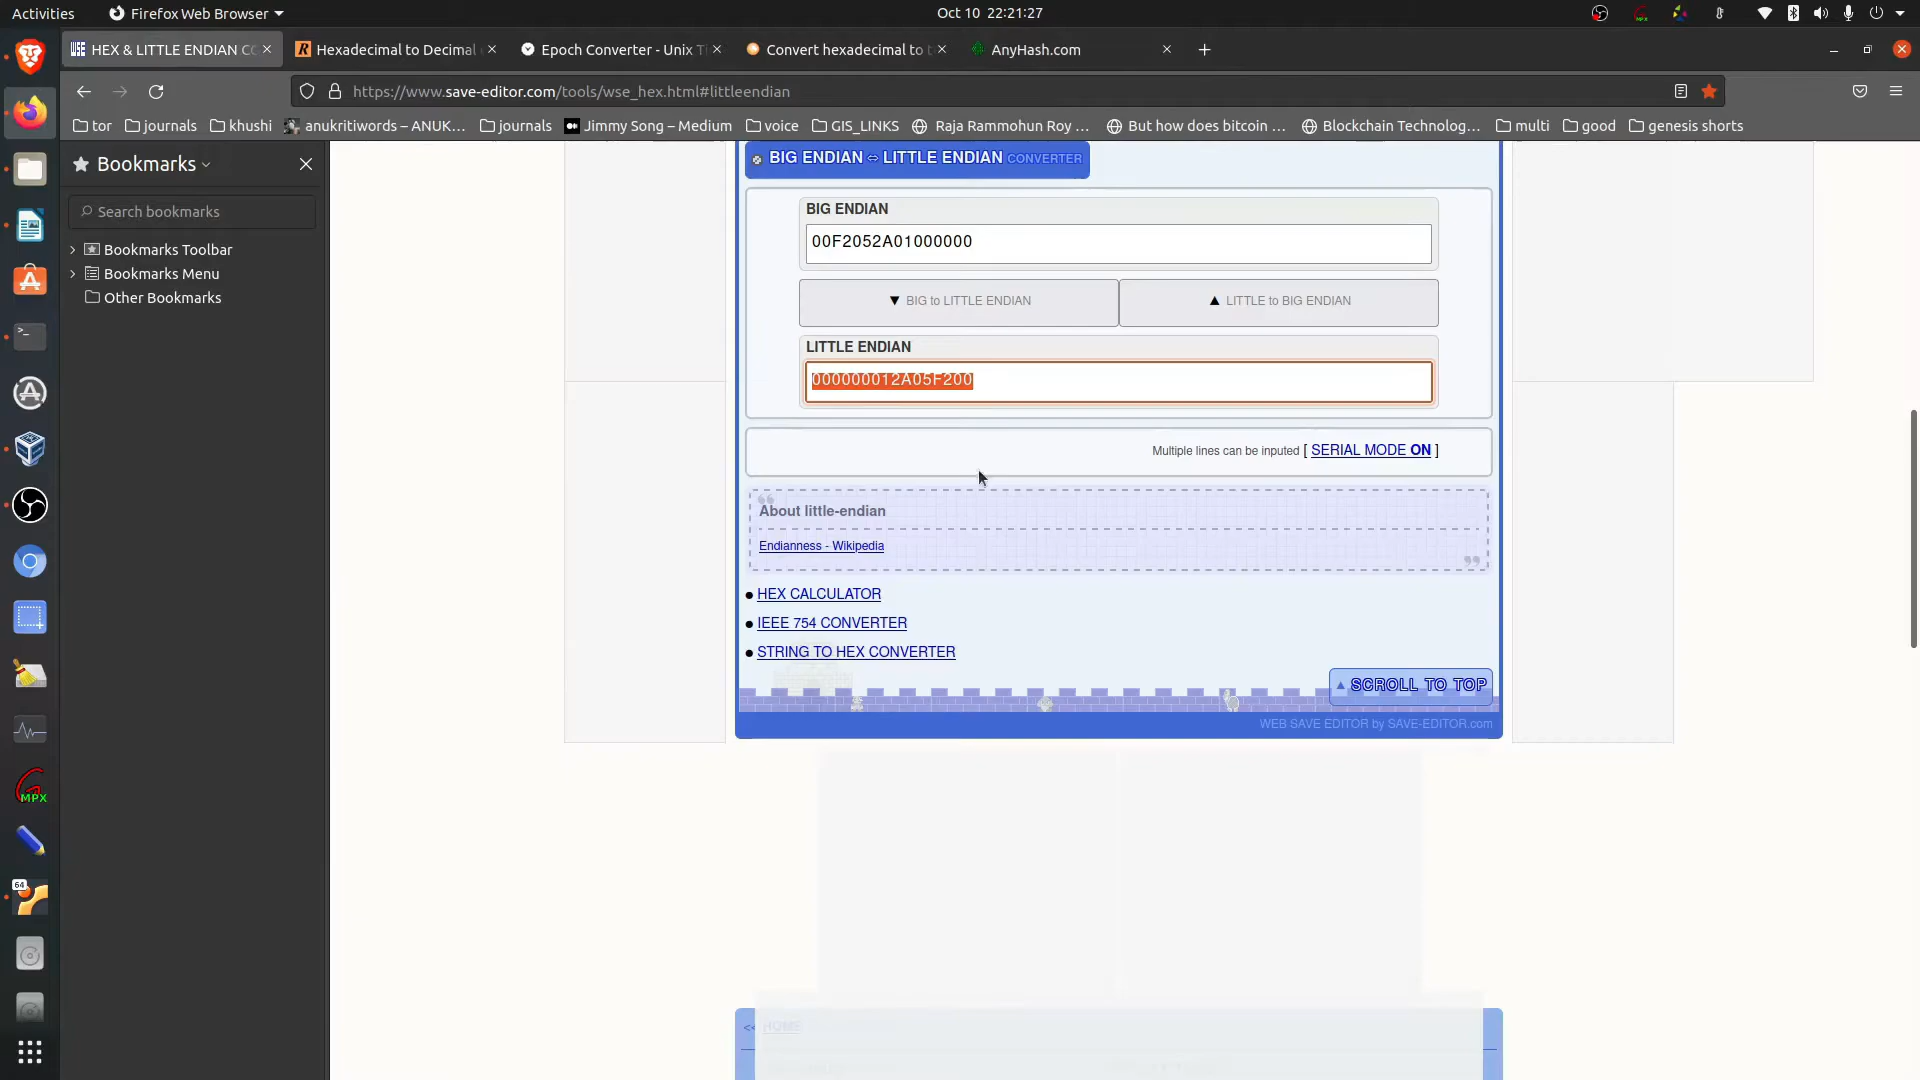 Activities
Firefox Web Browser
Oct 10 22:21:27
HEX & LITTLE ENDIAN CO
Hexadecimal to Decimal
Epoch Converter - Unix Ti
Convert hexadecimal to t
AnyHash.com
https://www.save-editor.com/tools/wse_hex.html#littleendian
tor
journals
khushi
anukritiwords – ANUK...
journals
Jimmy Song – Medium
voice
GIS_LINKS
Raja Rammohun Roy ...
But how does bitcoin ...
Blockchain Technolog...
multi
good
genesis shorts
Bookmarks
Search bookmarks
Bookmarks Toolbar
Bookmarks Menu
Other Bookmarks
BIG ENDIAN ⇔ LITTLE ENDIAN CONVERTER
BIG ENDIAN
00F2052A01000000
▼ BIG to LITTLE ENDIAN
▲ LITTLE to BIG ENDIAN
LITTLE ENDIAN
000000012A05F200
Multiple lines can be inputed [ SERIAL MODE ON ]
About little-endian
Endianness - Wikipedia
● HEX CALCULATOR
● IEEE 754 CONVERTER
● STRING TO HEX CONVERTER
▲ SCROLL TO TOP
WEB SAVE EDITOR by SAVE-EDITOR.com
<< HOME
MPX
64